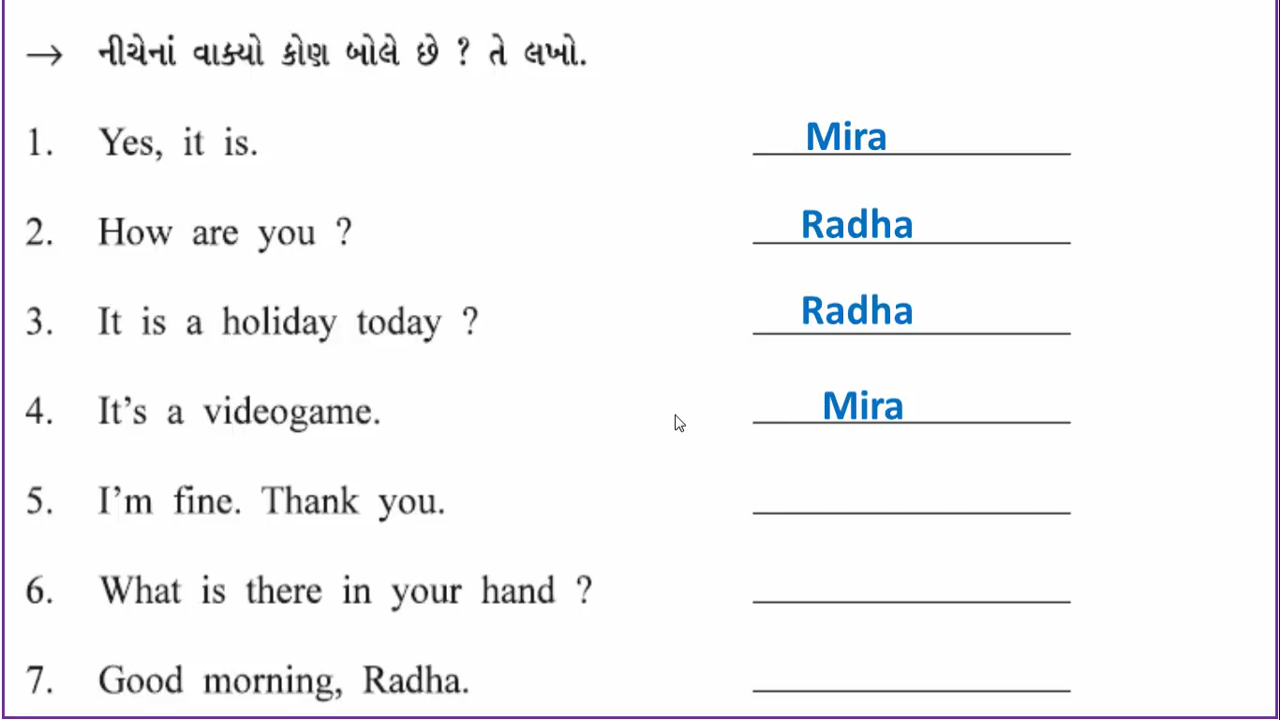 → નીચેનાં વાક્યો કોણ બોલે છે ? તે લખો.
1. Yes, it is. Mira
2. How are you ? Radha
3. It is a holiday today ? Radha
4. It's a videogame. Mira
5. I'm fine. Thank you.
6. What is there in your hand ?
7. Good morning, Radha.